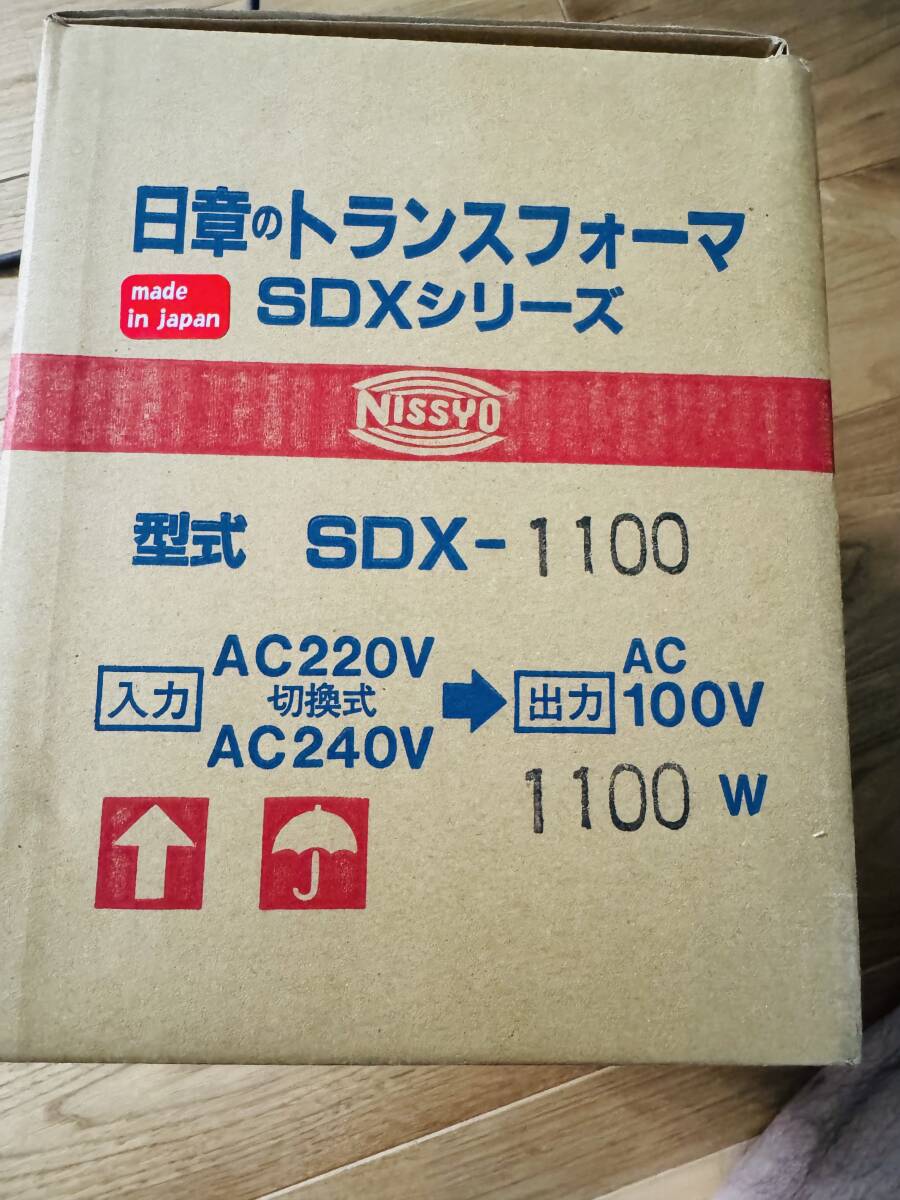 日章のトランスフォーマ
made
in japan
SDXシリーズ
NISSYO
型式 SDX-1100
AC220V
入力 切換式
AC240V
AC
出力 100V
1100 W